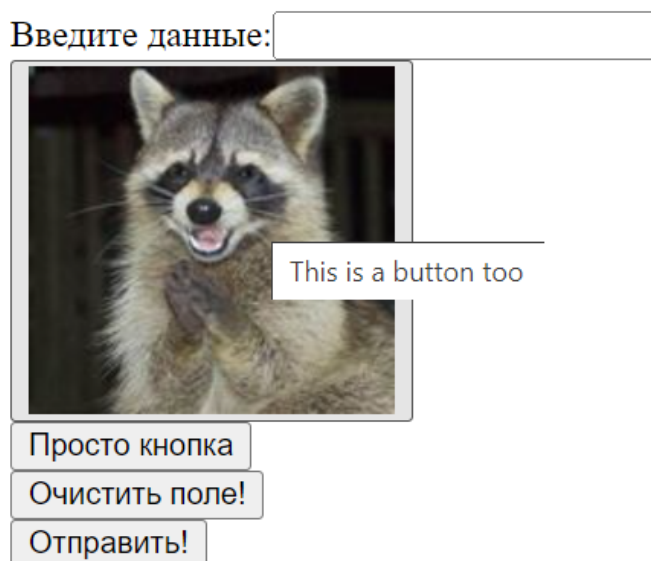 Введите данные:
This is a button too
Просто кнопка
Очистить поле!
Отправить!